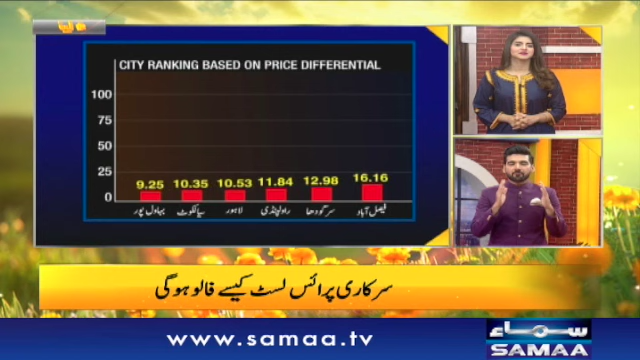 CITY RANKING BASED ON PRICE DIFFERENTIAL
100
75
50
25
0
9.25 10.35 10.53 11.84 12.98 16.16
بہاول پور سیالکوٹ لاہور راولپنڈی سرگودھا فیصل آباد
سرکاری پرائس لسٹ کیسے فالو ہوگی
www.samaa.tv
سماء
SAMAA